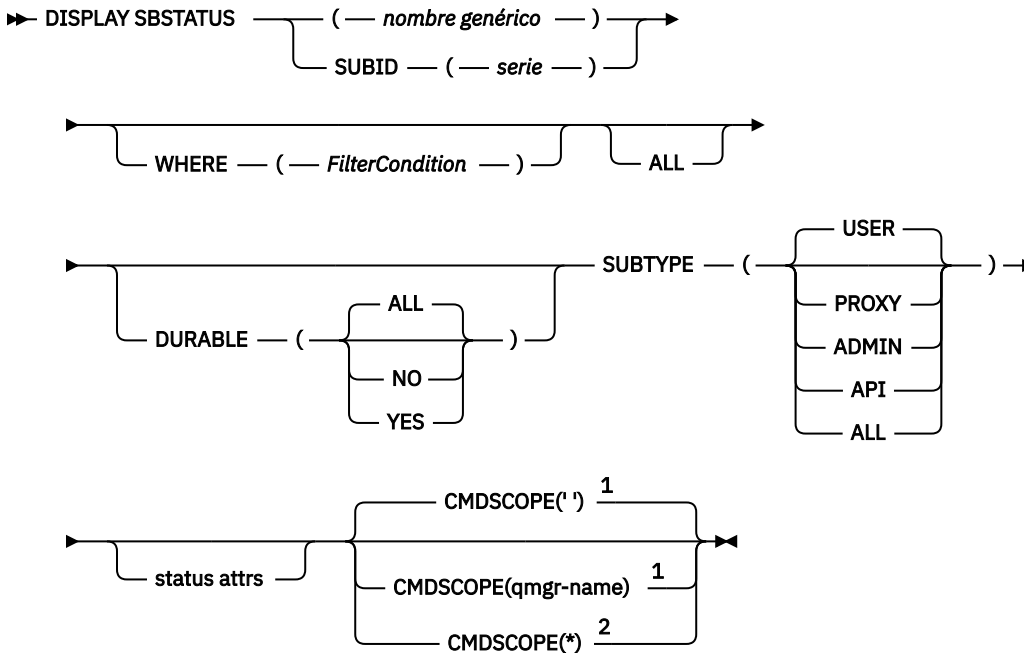 DISPLAY SBSTATUS ( nombre genérico )
SUBID ( serie )
WHERE ( FilterCondition )
ALL
USER
SUBTYPE ( )
ALL
PROXY
DURABLE ( )
ADMIN
NO
API
YES
ALL
CMDSCOPE(' ') 1
status attrs
CMDSCOPE(qmgr-name) 1
CMDSCOPE(*) 2